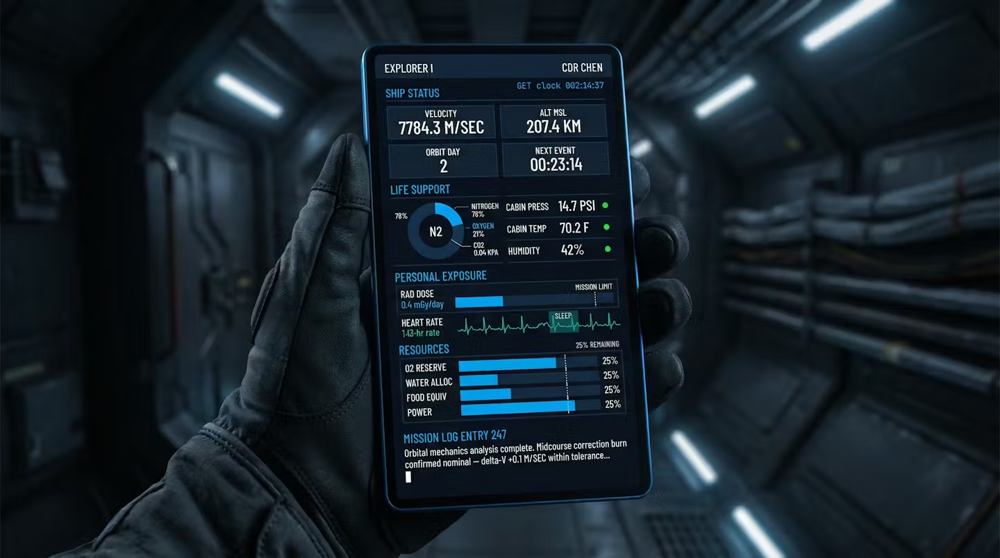 EXPLORER I
CDR CHEN
GET clock 002:14:37
SHIP STATUS
VELOCITY
7784.3 M/SEC
ALT MSL
207.4 KM
ORBIT DAY
2
NEXT EVENT
00:23:14
LIFE SUPPORT
78%
N2
NITROGEN
78%
OXYGEN
21%
CO2
0.04 KPA
CABIN PRESS 14.7 PSI
CABIN TEMP 70.2 F
HUMIDITY 42%
PERSONAL EXPOSURE
RAD DOSE
0.4 mGy/day
MISSION LIMIT
HEART RATE
-hr rate
SLEEP
RESOURCES
25% REMAINING
O2 RESERVE 25%
WATER ALLOC 25%
FOOD EQUIV 25%
POWER 25%
MISSION LOG ENTRY 247
Orbital mechanics analysis complete. Midcourse correction burn
confirmed nominal – delta-V +0.1 M/SEC within tolerance...